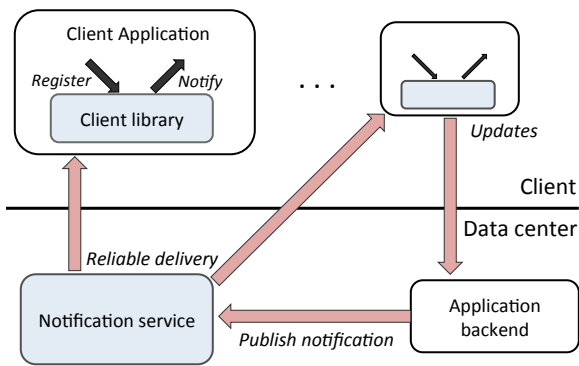 Client Application
Register
Notify
Client library
. . .
Updates
Client
Data center
Reliable delivery
Notification service
Publish notification
Application
backend